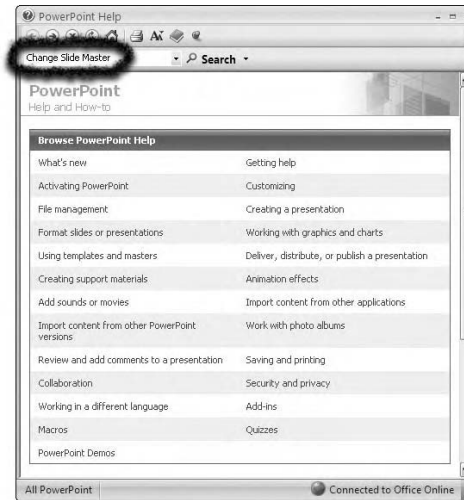 PowerPoint Help
Change Slide Master
Search
PowerPoint
Help and How-to
Browse PowerPoint Help
What's new
Getting help
Activating PowerPoint
Customizing
File management
Creating a presentation
Format slides or presentations
Working with graphics and charts
Using templates and masters
Deliver, distribute, or publish a presentation
Creating support materials
Animation effects
Add sounds or movies
Import content from other applications
Import content from other PowerPoint
versions
Work with photo albums
Review and add comments to a presentation
Saving and printing
Collaboration
Security and privacy
Working in a different language
Add-ins
Macros
Quizzes
PowerPoint Demos
All PowerPoint
Connected to Office Online